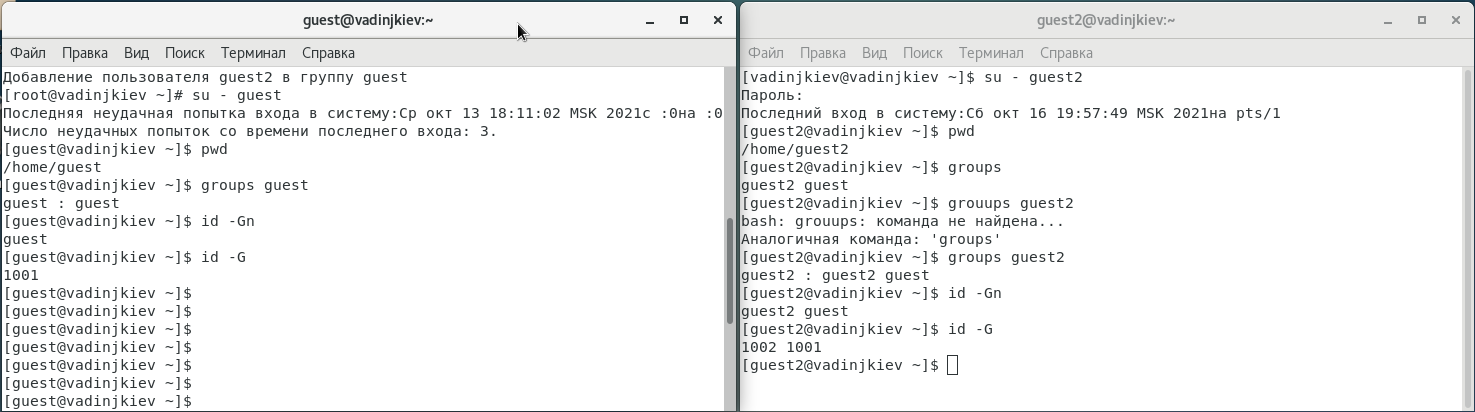 guest@vadinjkiev:~
Файл Правка Вид Поиск Терминал Справка
Добавление пользователя guest2 в группу guest
[root@vadinjkiev ~]# su - guest
Последняя неудачная попытка входа в систему:Ср окт 13 18:11:02 MSK 2021с :0на :0
Число неудачных попыток со времени последнего входа: 3.
[guest@vadinjkiev ~]$ pwd
/home/guest
[guest@vadinjkiev ~]$ groups guest
guest : guest
[guest@vadinjkiev ~]$ id -Gn
guest
[guest@vadinjkiev ~]$ id -G
1001
[guest@vadinjkiev ~]$
[guest@vadinjkiev ~]$
[guest@vadinjkiev ~]$
[guest@vadinjkiev ~]$
[guest@vadinjkiev ~]$
[guest@vadinjkiev ~]$
[guest@vadinjkiev ~]$
guest2@vadinjkiev:~
Файл Правка Вид Поиск Терминал Справка
[vadinjkiev@vadinjkiev ~]$ su - guest2
Пароль:
Последний вход в систему:Сб окт 16 19:57:49 MSK 2021на pts/1
[guest2@vadinjkiev ~]$ pwd
/home/guest2
[guest2@vadinjkiev ~]$ groups
guest2 guest
[guest2@vadinjkiev ~]$ grouups guest2
bash: grouups: команда не найдена...
Аналогичная команда: 'groups'
[guest2@vadinjkiev ~]$ groups guest2
guest2 : guest2 guest
[guest2@vadinjkiev ~]$ id -Gn
guest2 guest
[guest2@vadinjkiev ~]$ id -G
1002 1001
[guest2@vadinjkiev ~]$